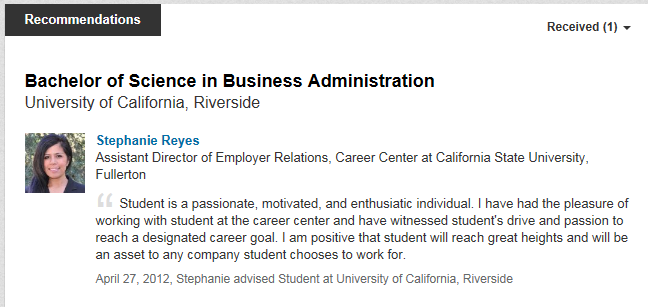 Recommendations
Received (1)
Bachelor of Science in Business Administration
University of California, Riverside
Stephanie Reyes
Assistant Director of Employer Relations, Career Center at California State University,
Fullerton
“ Student is a passionate, motivated, and enthusiatic individual. I have had the pleasure of
working with student at the career center and have witnessed student's drive and passion to
reach a designated career goal. I am positive that student will reach great heights and will be
an asset to any company student chooses to work for.
April 27, 2012, Stephanie advised Student at University of California, Riverside